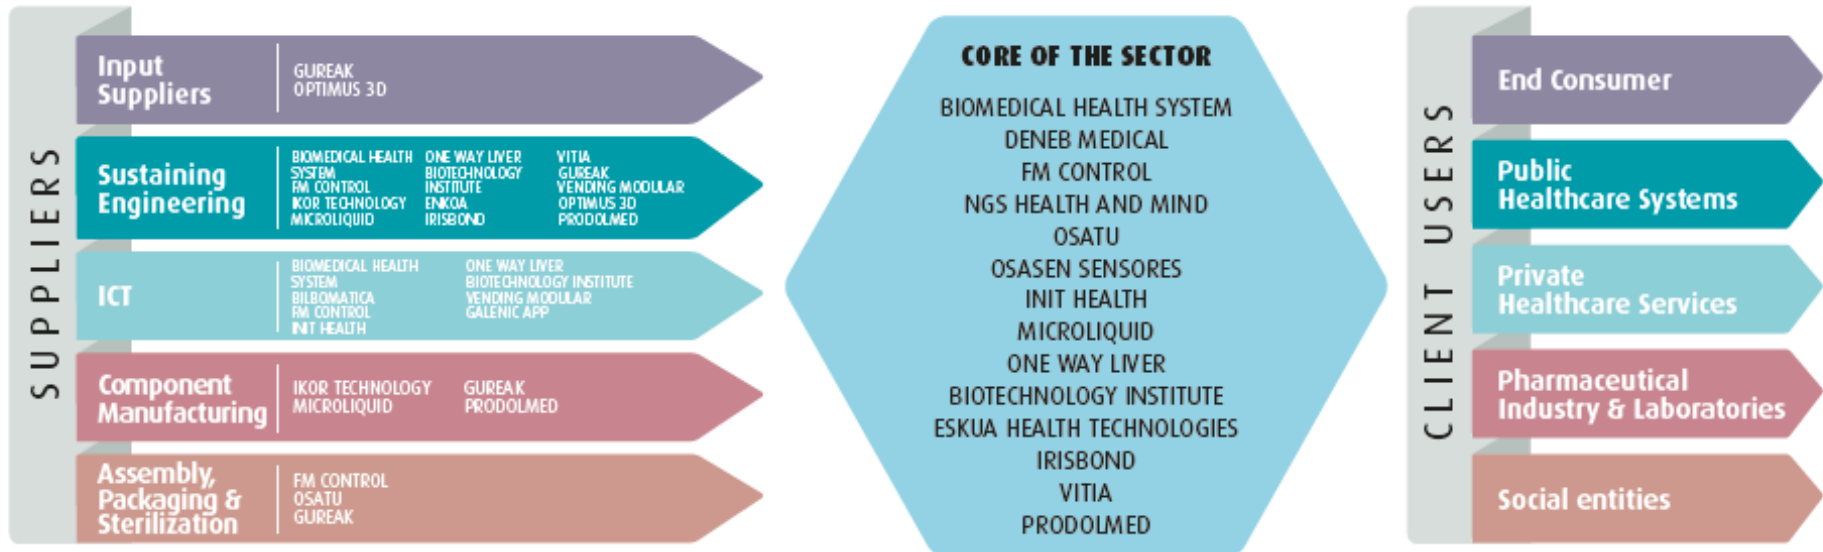 SUPPLIERS
Input
Suppliers
GUREAK
OPTIMUS 3D
Sustaining
Engineering
BIOMEDICAL HEALTH
SYSTEM
FM CONTROL
IKOR TECHNOLOGY
MICROLIQUID
ONE WAY LIVER
BIOTECHNOLOGY
INSTITUTE
ENKOA
IRISBOND
VITIA
GUREAK
VENDING MODULAR
OPTIMUS 3D
PRODOLMED
ICT
BIOMEDICAL HEALTH
SYSTEM
BILBOMATICA
FM CONTROL
INIT HEALTH
ONE WAY LIVER
BIOTECHNOLOGY INSTITUTE
VENDING MODULAR
GALENIC APP
Component
Manufacturing
IKOR TECHNOLOGY
MICROLIQUID
GUREAK
PRODOLMED
Assembly,
Packaging &
Sterilization
FM CONTROL
OSATU
GUREAK
CORE OF THE SECTOR
BIOMEDICAL HEALTH SYSTEM
DENEB MEDICAL
FM CONTROL
NGS HEALTH AND MIND
OSATU
OSASEN SENSORES
INIT HEALTH
MICROLIQUID
ONE WAY LIVER
BIOTECHNOLOGY INSTITUTE
ESKUA HEALTH TECHNOLOGIES
IRISBOND
VITIA
PRODOLMED
CLIENT USERS
End Consumer
Public
Healthcare Systems
Private
Healthcare Services
Pharmaceutical
Industry & Laboratories
Social entities